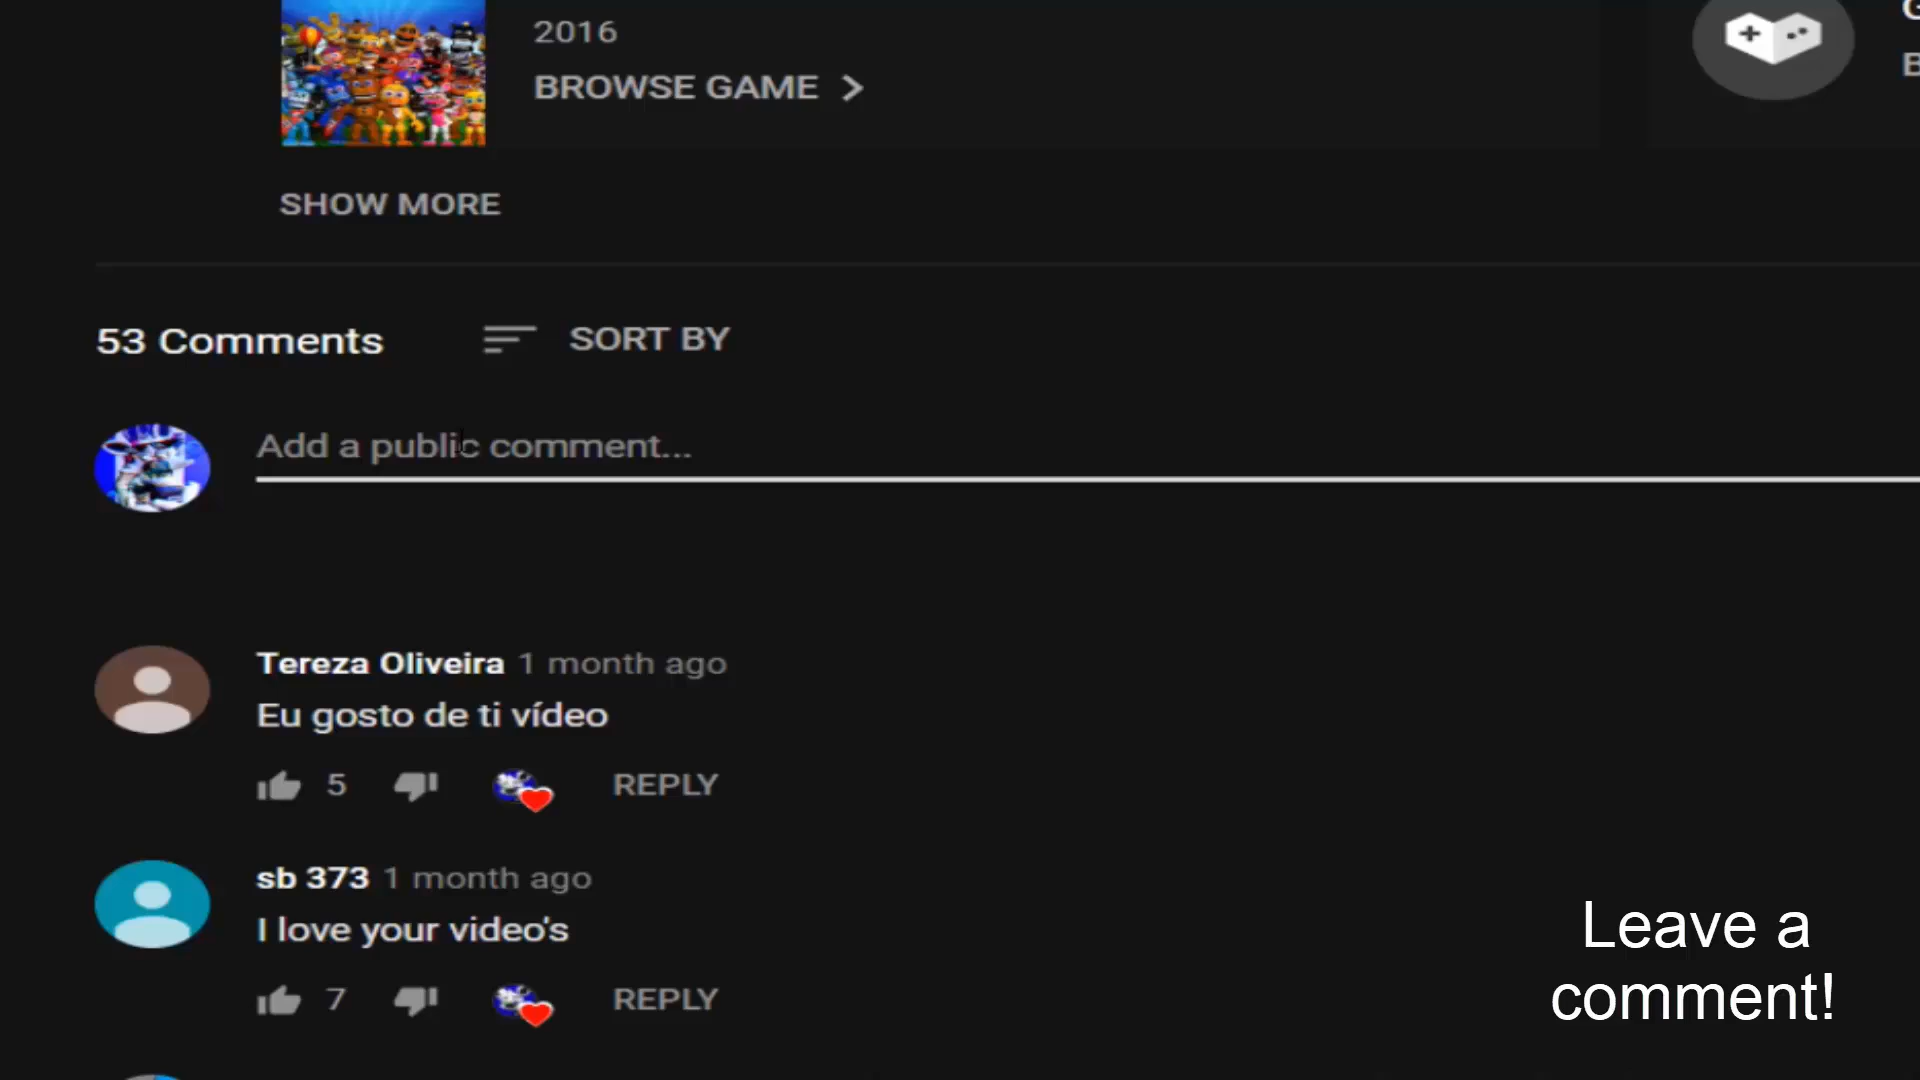 2016
BROWSE GAME
SHOW MORE
53 Comments
SORT BY
Add a public comment...
Tereza Oliveira 1 month ago
Eu gosto de ti vídeo
5
REPLY
sb 373 1 month ago
I love your video's
7
REPLY
Leave a
comment!